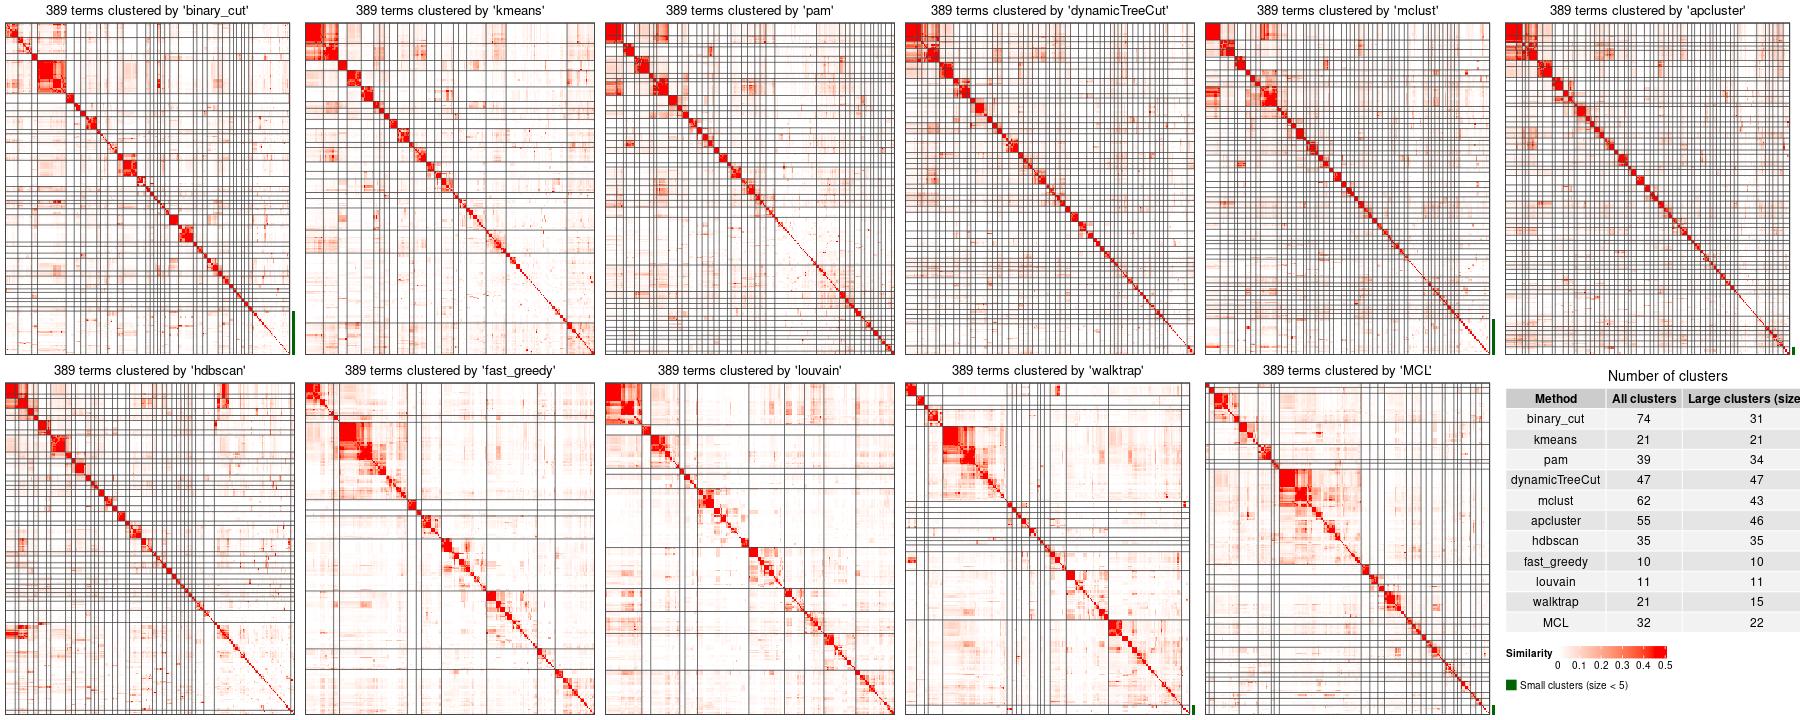 389 terms clustered by 'binary_cut'
389 terms clustered by 'kmeans'
389 terms clustered by 'pam'
389 terms clustered by 'dynamicTreeCut'
389 terms clustered by 'mclust'
389 terms clustered by 'apcluster'
389 terms clustered by 'hdbscan'
389 terms clustered by 'fast_greedy'
389 terms clustered by 'louvain'
389 terms clustered by 'walktrap'
389 terms clustered by 'MCL'
Number of clusters
Method All clusters Large clusters (size
binary_cut 74 31
kmeans 21 21
pam 39 34
dynamicTreeCut 47 47
mclust 62 43
apcluster 55 46
hdbscan 35 35
fast_greedy 10 10
louvain 11 11
walktrap 21 15
MCL 32 22
Similarity
0 0.1 0.2 0.3 0.4 0.5
Small clusters (size < 5)